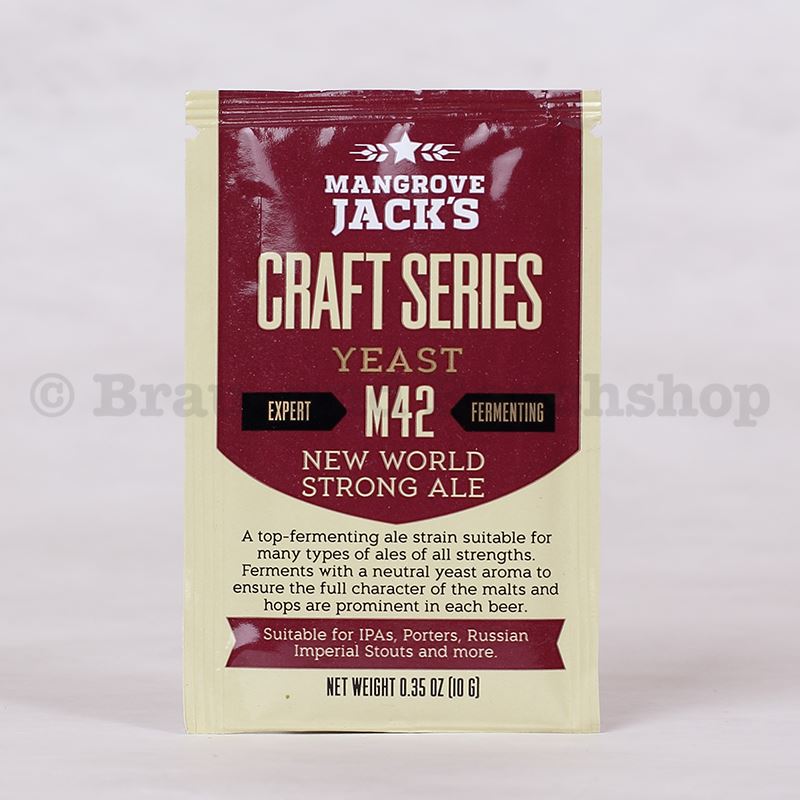 MANGROVE
JACK'S
CRAFT SERIES
YEAST
EXPERT M42 FERMENTING
NEW WORLD
STRONG ALE
A top-fermenting ale strain suitable for
many types of ales of all strengths.
Ferments with a neutral yeast aroma to
ensure the full character of the malts and
hops are prominent in each beer.
Suitable for IPAs, Porters, Russian
Imperial Stouts and more.
NET WEIGHT 0.35 OZ (10 G)